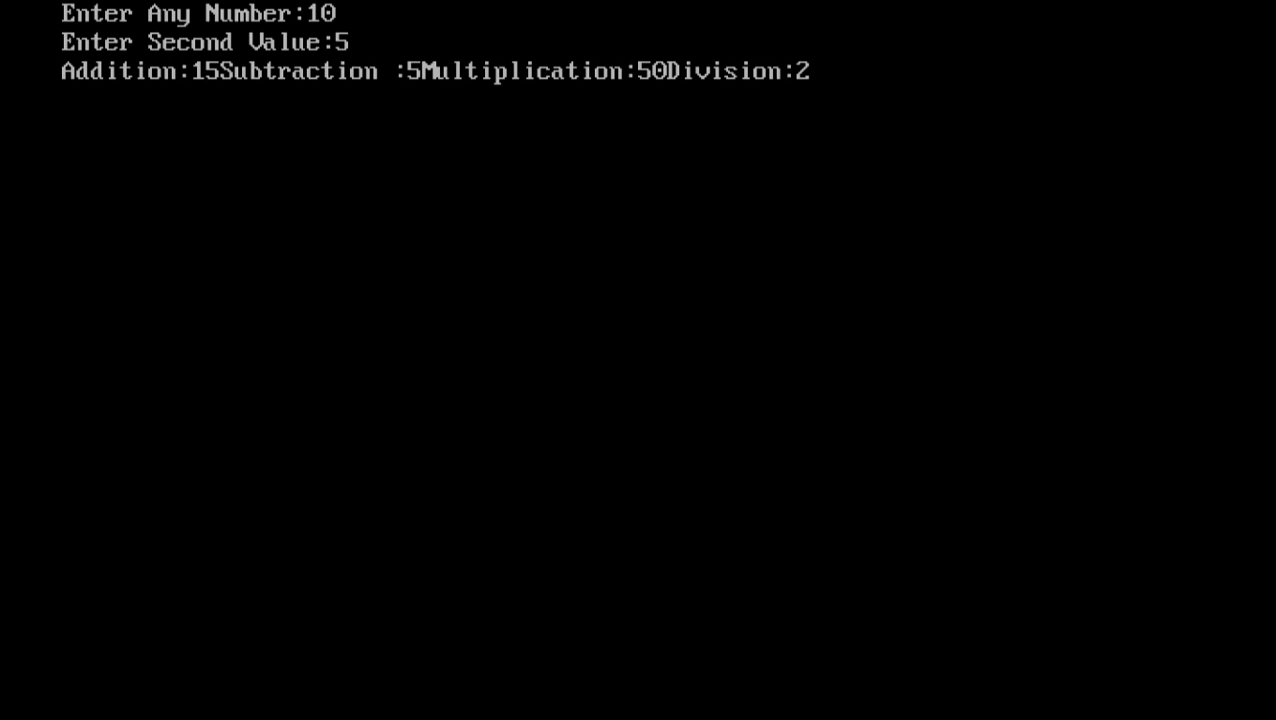 Enter Any Number:10
Enter Second Value:5
Addition:15Subtraction :5Multiplication:50Division:2